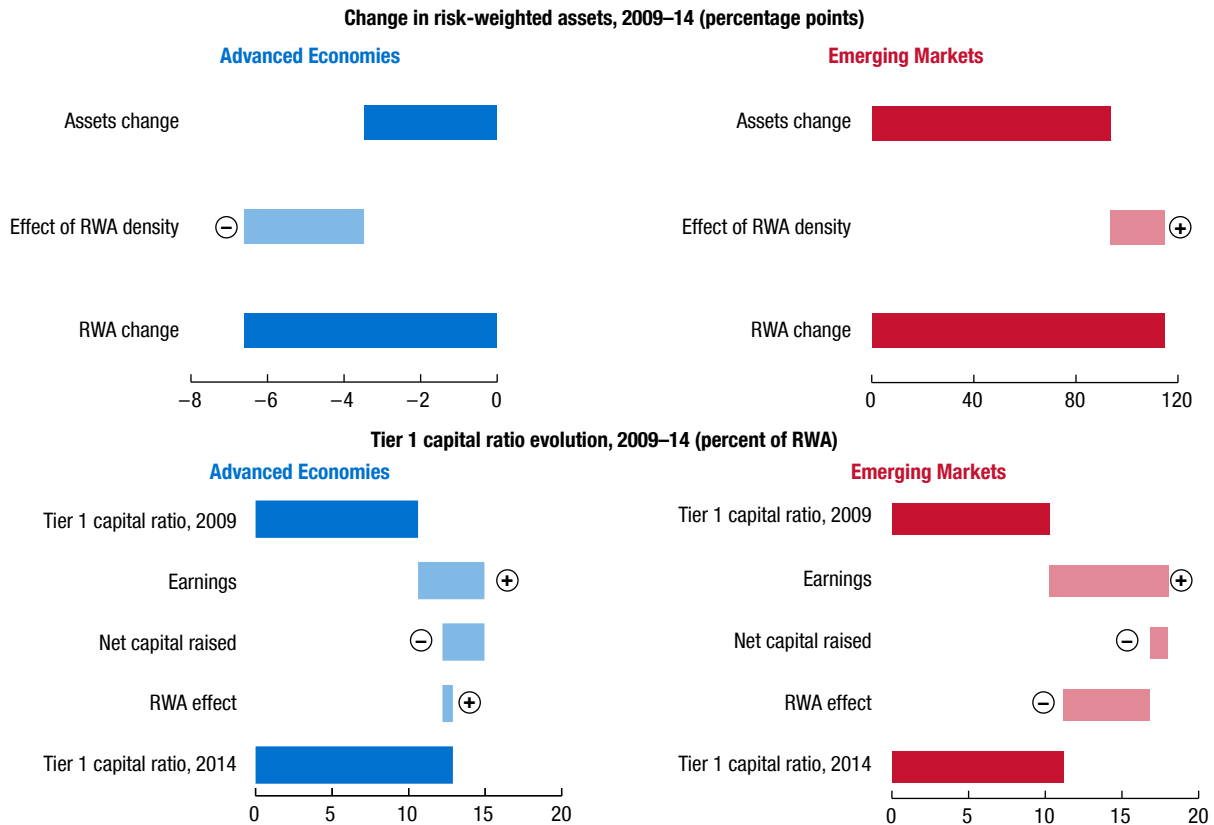 Change in risk-weighted assets, 2009–14 (percentage points)
Advanced Economies
Emerging Markets
Assets change
Assets change
Effect of RWA density
−
Effect of RWA density
+
RWA change
RWA change
−8 −6 −4 −2 0
0 40 80 120
Tier 1 capital ratio evolution, 2009–14 (percent of RWA)
Advanced Economies
Emerging Markets
Tier 1 capital ratio, 2009
Tier 1 capital ratio, 2009
Earnings
+
Earnings
+
Net capital raised
−
Net capital raised
−
RWA effect
+
RWA effect
−
Tier 1 capital ratio, 2014
Tier 1 capital ratio, 2014
0 5 10 15 20
0 5 10 15 20